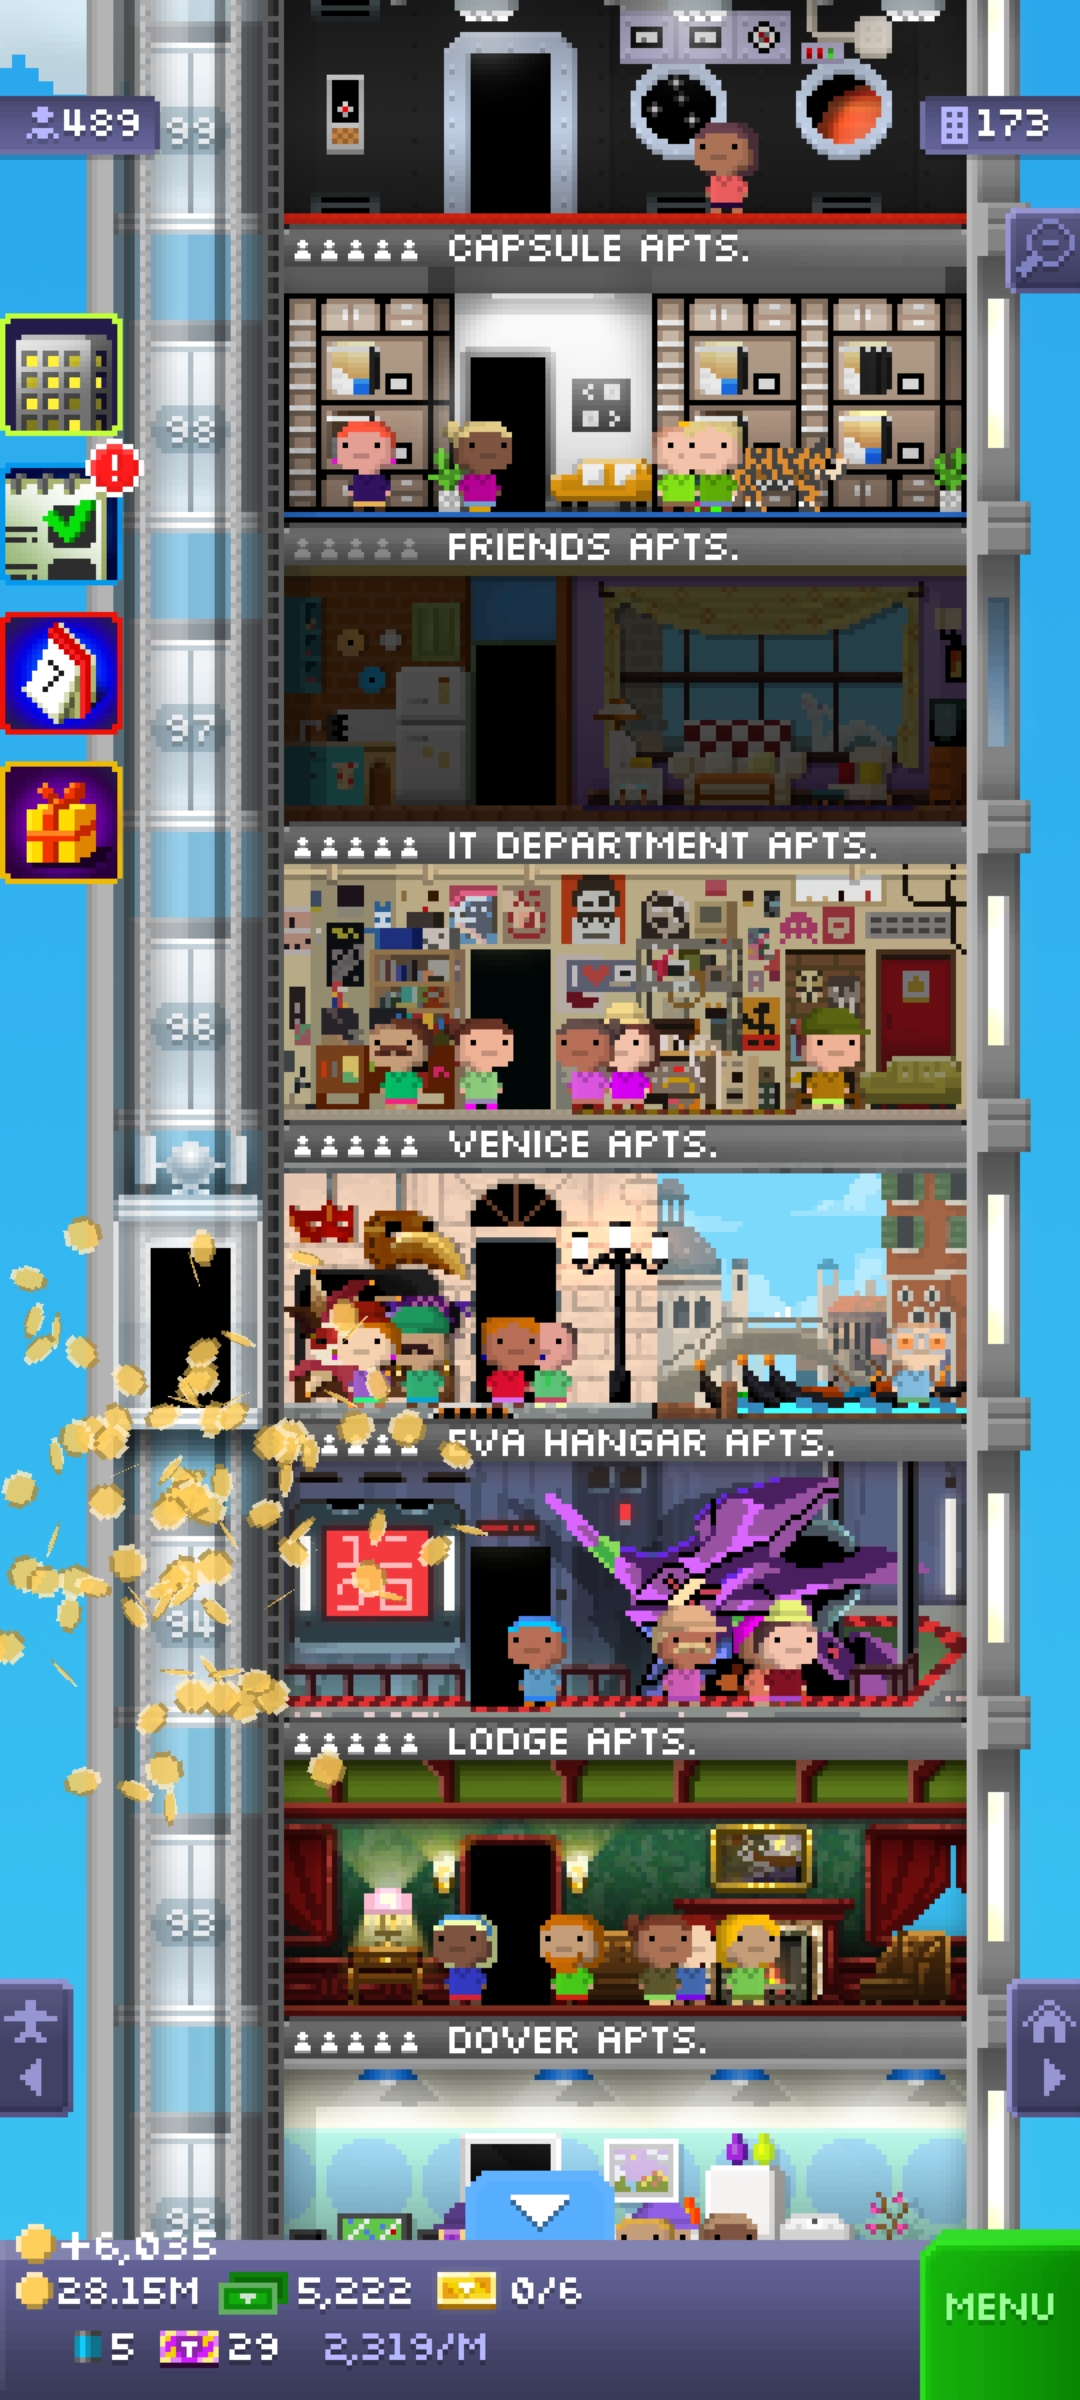 489
99
173
CAPSULE APTS.
98
FRIENDS APTS.
97
IT DEPARTMENT APTS.
96
VENICE APTS.
EVA HANGAR APTS.
94
LODGE APTS.
93
DOVER APTS.
92
+6,035
28.15M 5,222 0/6
5 29 2,319/M
MENU